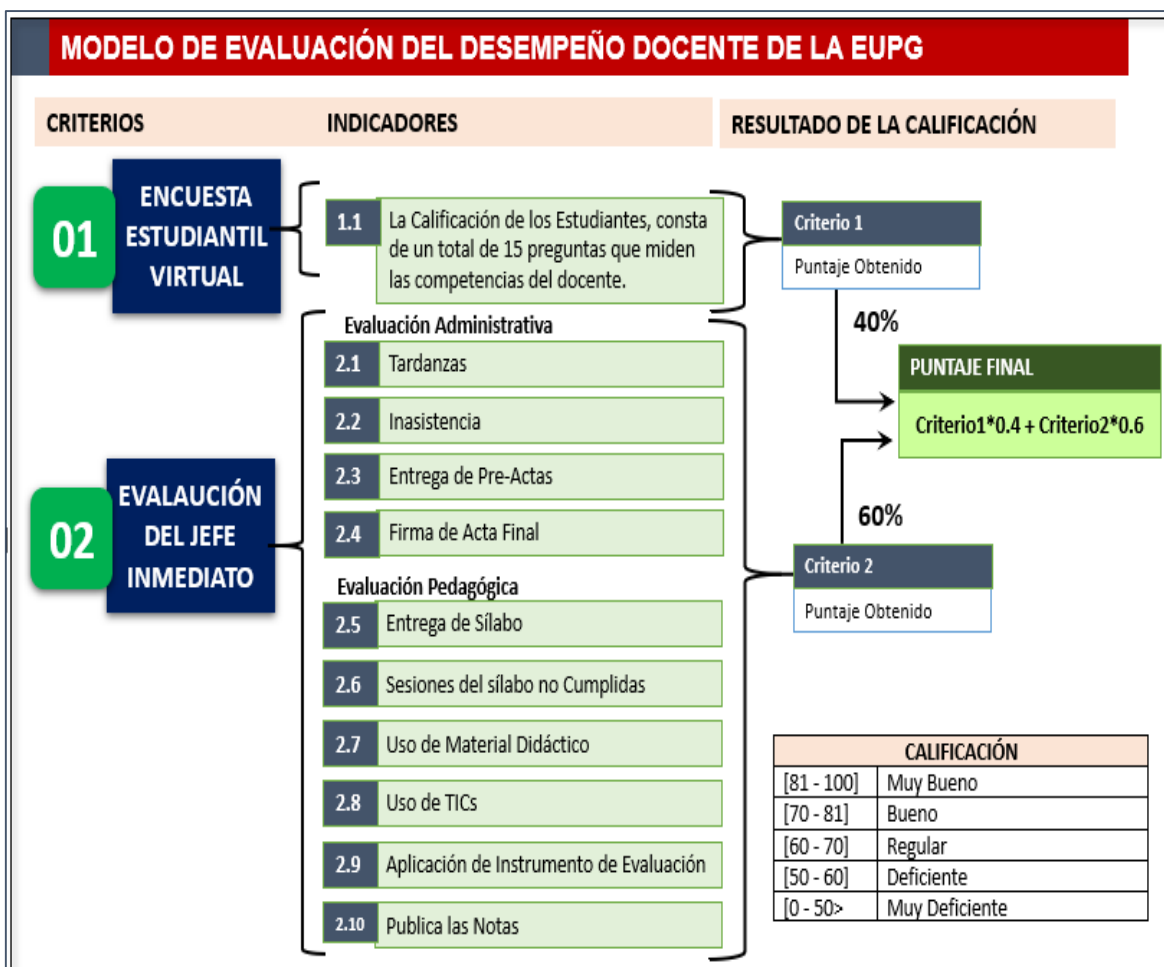 MODELO DE EVALUACIÓN DEL DESEMPEÑO DOCENTE DE LA EUPG
CRITERIOS
INDICADORES
RESULTADO DE LA CALIFICACIÓN
01
ENCUESTA
ESTUDIANTIL
VIRTUAL
1.1
La Calificación de los Estudiantes, consta
de un total de 15 preguntas que miden
las competencias del docente.
Criterio 1
Puntaje Obtenido
40%
PUNTAJE FINAL
Criterio1*0.4 + Criterio2*0.6
60%
Criterio 2
Puntaje Obtenido
02
EVALAUCIÓN
DEL JEFE
INMEDIATO
Evaluación Administrativa
2.1 Tardanzas
2.2 Inasistencia
2.3 Entrega de Pre-Actas
2.4 Firma de Acta Final
Evaluación Pedagógica
2.5 Entrega de Sílabo
2.6 Sesiones del sílabo no Cumplidas
2.7 Uso de Material Didáctico
2.8 Uso de TICs
2.9 Aplicación de Instrumento de Evaluación
2.10 Publica las Notas
CALIFICACIÓN
[81 - 100] Muy Bueno
[70 - 81] Bueno
[60 - 70] Regular
[50 - 60] Deficiente
[0 - 50> Muy Deficiente